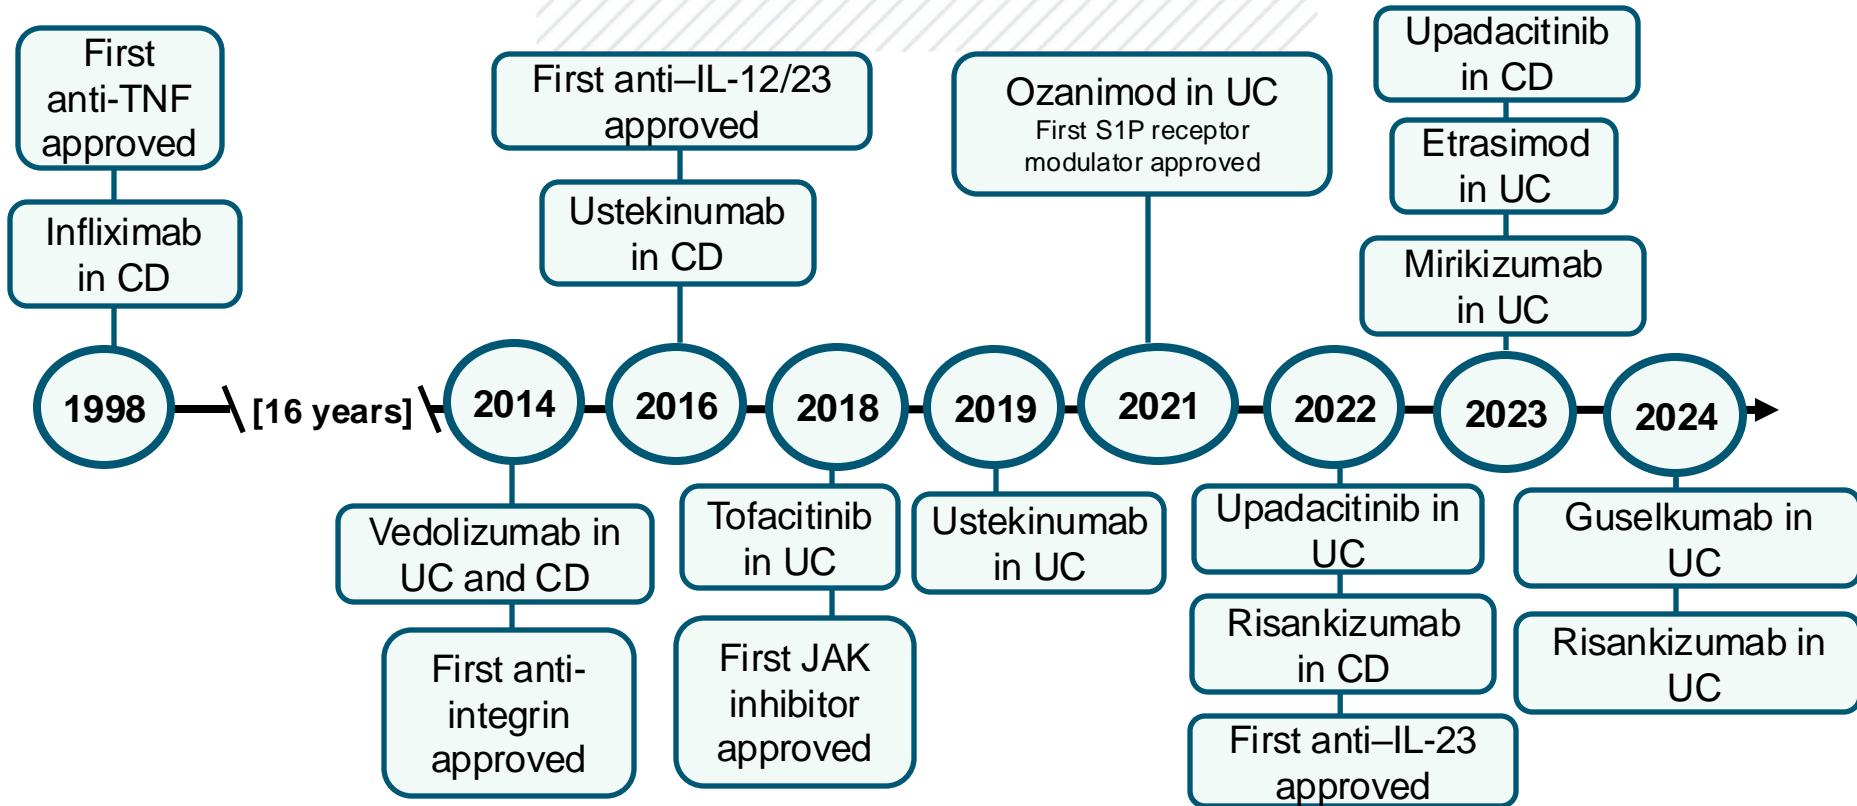 First
anti-TNF
approved
Infliximab
in CD
First anti–IL-12/23
approved
Ustekinumab
in CD
Ozanimod in UC
First S1P receptor
modulator approved
Upadacitinib
in CD
Etrasimod
in UC
Mirikizumab
in UC
1998
[16 years]
2014
2016
2018
2019
2021
2022
2023
2024
Vedolizumab in
UC and CD
First anti-
integrin
approved
Tofacitinib
in UC
First JAK
inhibitor
approved
Ustekinumab
in UC
Upadacitinib in
UC
Risankizumab
in CD
First anti–IL-23
approved
Guselkumab in
UC
Risankizumab in
UC